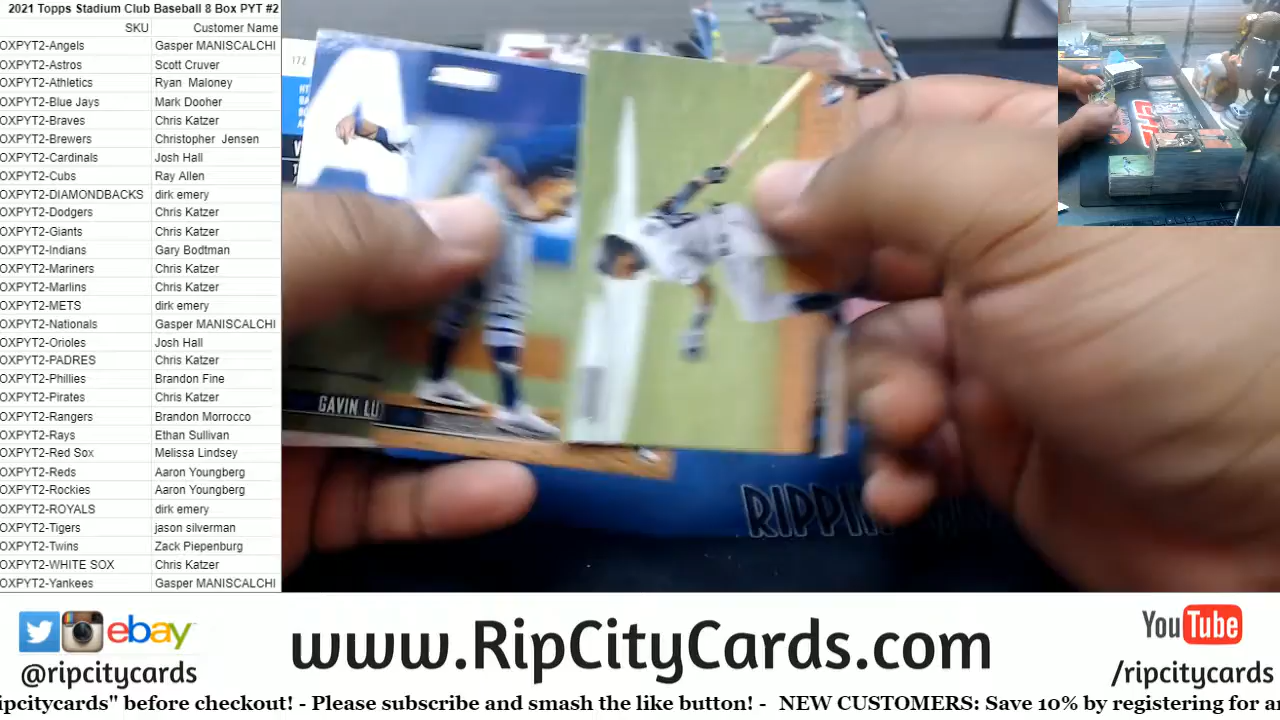 2021 Topps Stadium Club Baseball 8 Box PYT #2
SKU Customer Name
OXPYT2-Angels Gasper MANISCALCHI
OXPYT2-Astros Scott Cruver
OXPYT2-Athletics Ryan Maloney
OXPYT2-Blue Jays Mark Dooher
OXPYT2-Braves Chris Katzer
OXPYT2-Brewers Christopher Jensen
OXPYT2-Cardinals Josh Hall
OXPYT2-Cubs Ray Allen
OXPYT2-DIAMONDBACKS dirk emery
OXPYT2-Dodgers Chris Katzer
OXPYT2-Giants Chris Katzer
OXPYT2-Indians Gary Bodtman
OXPYT2-Mariners Chris Katzer
OXPYT2-Marlins Chris Katzer
OXPYT2-METS dirk emery
OXPYT2-Nationals Gasper MANISCALCHI
OXPYT2-Orioles Josh Hall
OXPYT2-PADRES Chris Katzer
OXPYT2-Phillies Brandon Fine
OXPYT2-Pirates Chris Katzer
OXPYT2-Rangers Brandon Morrocco
OXPYT2-Rays Ethan Sullivan
OXPYT2-Red Sox Melissa Lindsey
OXPYT2-Reds Aaron Youngberg
OXPYT2-Rockies Aaron Youngberg
OXPYT2-ROYALS dirk emery
OXPYT2-Tigers jason silverman
OXPYT2-Twins Zack Piepenburg
OXPYT2-WHITE SOX Chris Katzer
OXPYT2-Yankees Gasper MANISCALCHI
172
GAVIN LU
ebay
@ripcitycards
www.RipCityCards.com
YouTube
/ripcitycards
ipcitycards" before checkout! - Please subscribe and smash the like button! - NEW CUSTOMERS: Save 10% by registering for a